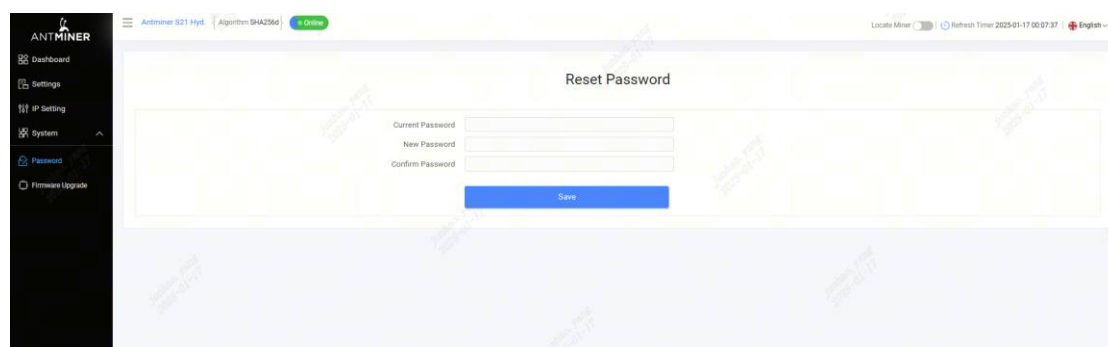 ANTMINER
Antminer S21 Hyd. Algorithm SHA256d Online
Locate Miner Refresh Timer 2025-01-17 00:07:37 English
Dashboard
Settings
IP Setting
System
Password
Firmware Upgrade
Reset Password
Current Password
New Password
Confirm Password
Save